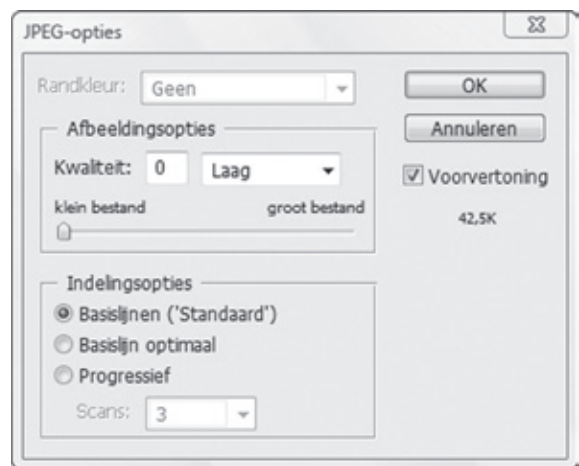 JPEG-opties
Randkleur: Geen
OK
Afbeeldingsopties
Annuleren
Kwaliteit: 0 Laag
Voorvertoning
klein bestand groot bestand
42,5K
Indelingsopties
Basislijnen ('Standaard')
Basislijn optimaal
Progressief
Scans: 3